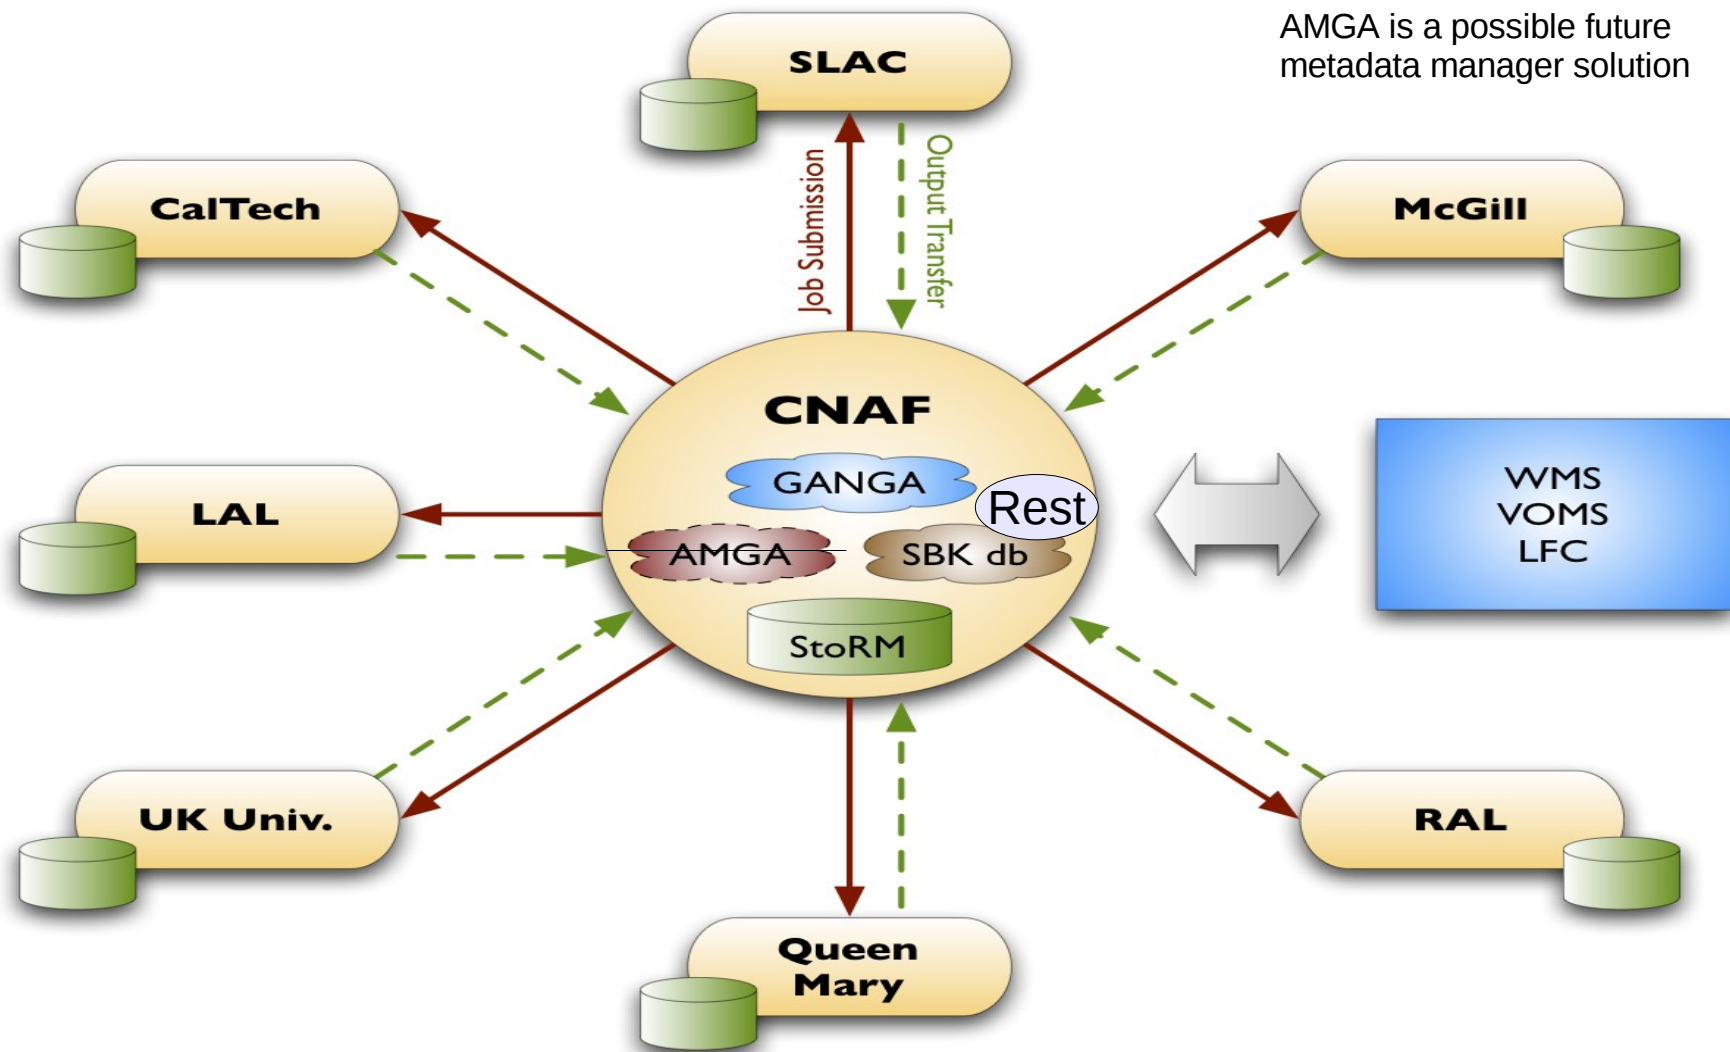 AMGA is a possible future
metadata manager solution
SLAC
CalTech
McGill
Job Submission
Output Transfer
CNAF
GANGA
Rest
AMGA
SBK db
StoRM
LAL
WMS
VOMS
LFC
UK Univ.
RAL
Queen
Mary